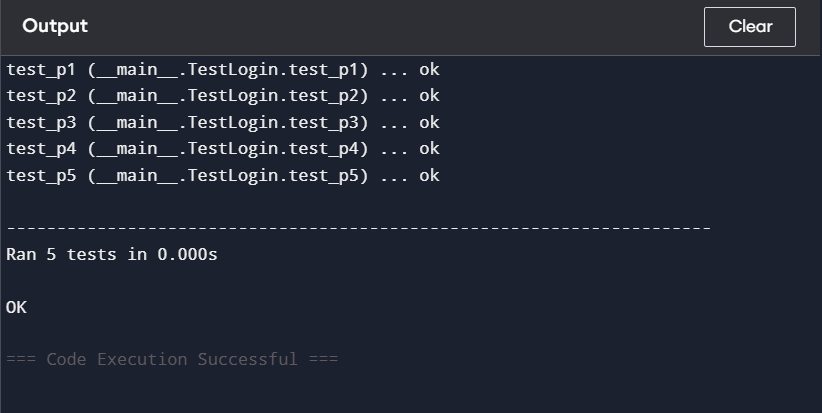 Output
Clear
test_p1 (__main__.TestLogin.test_p1) ... ok
test_p2 (__main__.TestLogin.test_p2) ... ok
test_p3 (__main__.TestLogin.test_p3) ... ok
test_p4 (__main__.TestLogin.test_p4) ... ok
test_p5 (__main__.TestLogin.test_p5) ... ok
----------------------------------------------------------------------
Ran 5 tests in 0.000s
OK
=== Code Execution Successful ===